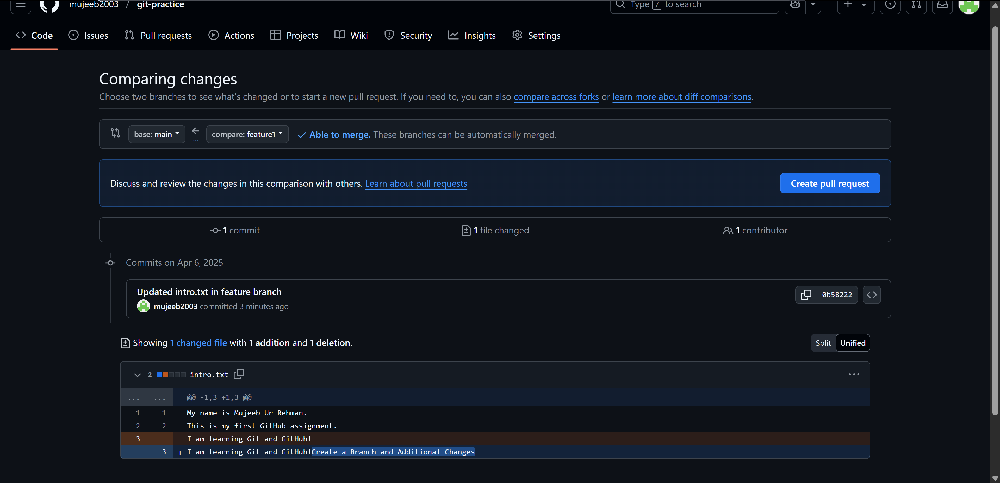 mujeeb2003 / git-practice
Type / to search
Code Issues Pull requests Actions Projects Wiki Security Insights Settings
Comparing changes
Choose two branches to see what's changed or to start a new pull request. If you need to, you can also compare across forks or learn more about diff comparisons.
base: main ... compare: feature1 Able to merge. These branches can be automatically merged.
Discuss and review the changes in this comparison with others. Learn about pull requests
Create pull request
1 commit 1 file changed 1 contributor
Commits on Apr 6, 2025
Updated intro.txt in feature branch
mujeeb2003 committed 3 minutes ago
0b58222
Showing 1 changed file with 1 addition and 1 deletion.
Split Unified
2 intro.txt
... ... @@ -1,3 +1,3 @@
1 1 My name is Mujeeb Ur Rehman.
2 2 This is my first GitHub assignment.
3 - I am learning Git and GitHub!
3 + I am learning Git and GitHub!Create a Branch and Additional Changes